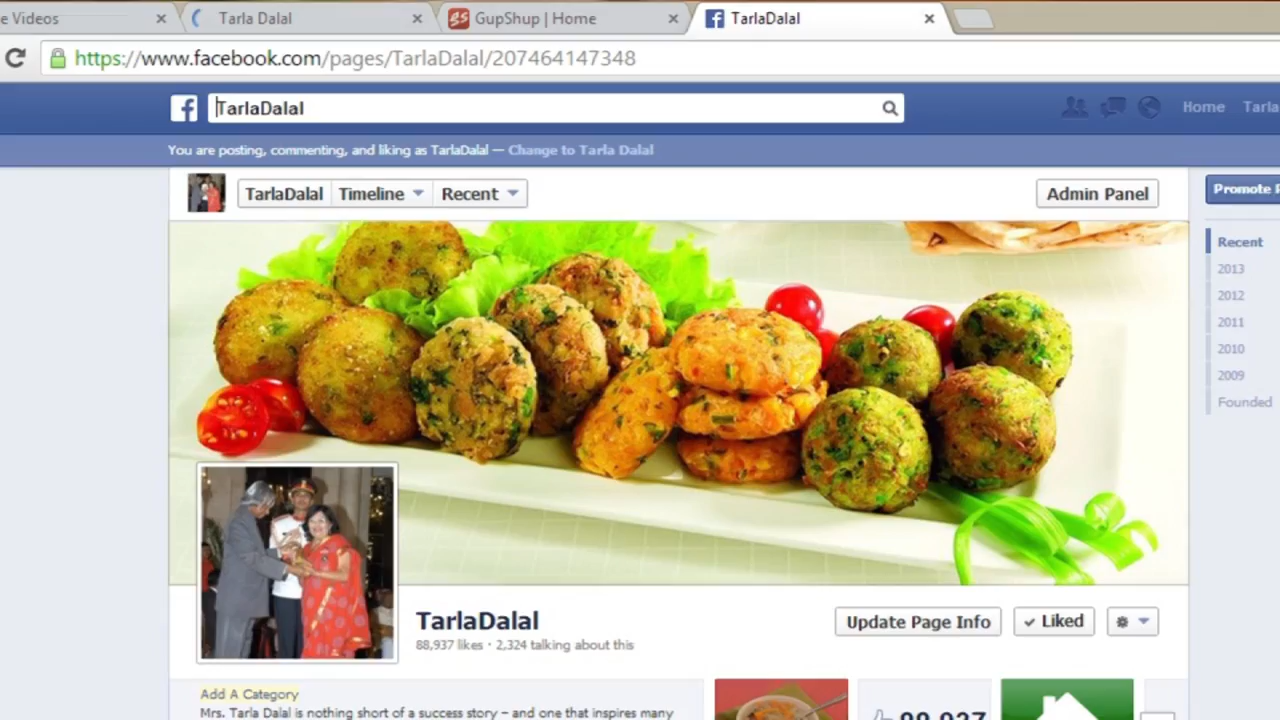 e Videos
Tarla Dalal
GupShup | Home
TarlaDalal
https://www.facebook.com/pages/TarlaDalal/207464147348
TarlaDalal
Home Tarla
You are posting, commenting, and liking as TarlaDalal — Change to Tarla Dalal
TarlaDalal Timeline Recent
Admin Panel
Promote P
Recent
2013
2012
2011
2010
2009
Founded
TarlaDalal
88,937 likes · 2,324 talking about this
Update Page Info
Liked
Add A Category
Mrs. Tarla Dalal is nothing short of a success story – and one that inspires many
88,937